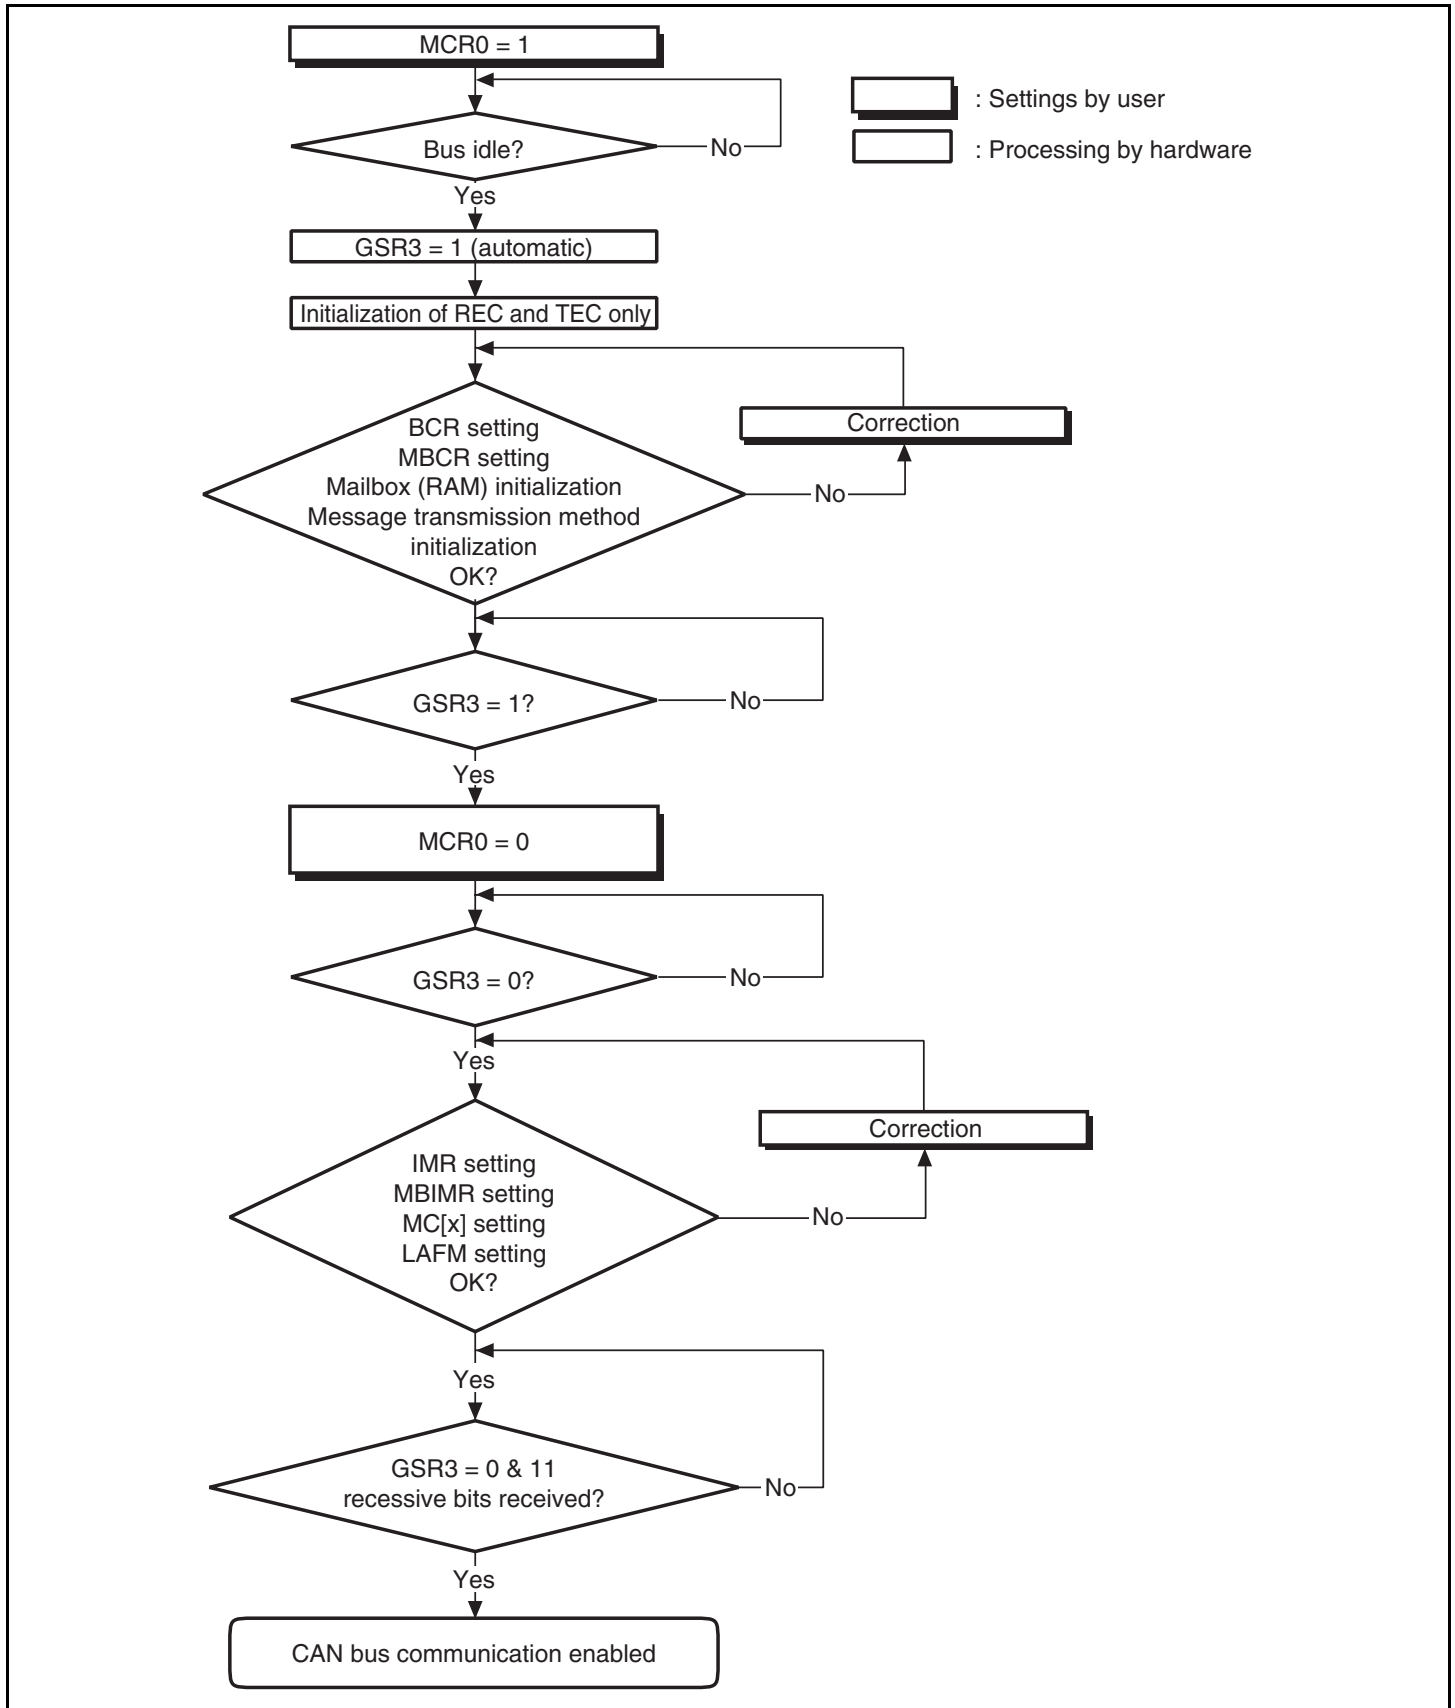 MCR0 = 1
: Settings by user
: Processing by hardware
Bus idle?
No
Yes
GSR3 = 1 (automatic)
Initialization of REC and TEC only
BCR setting
MBCR setting
Mailbox (RAM) initialization
Message transmission method
initialization
OK?
Correction
No
GSR3 = 1?
No
Yes
MCR0 = 0
GSR3 = 0?
No
Yes
Correction
IMR setting
MBIMR setting
MC[x] setting
LAFM setting
OK?
No
Yes
GSR3 = 0 & 11
recessive bits received?
No
Yes
CAN bus communication enabled